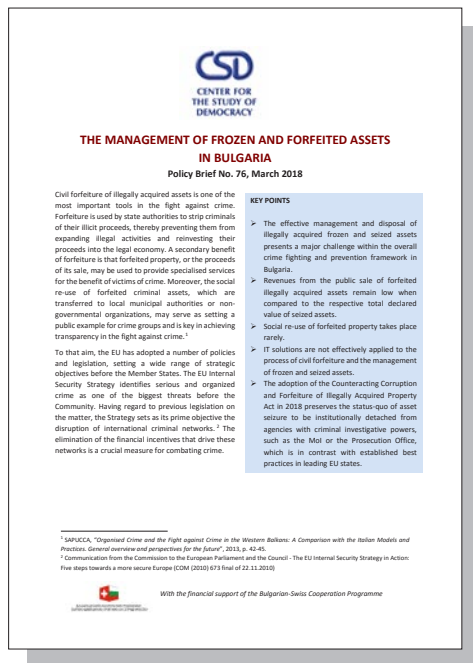 CSD
CENTER FOR
THE STUDY OF
DEMOCRACY
THE MANAGEMENT OF FROZEN AND FORFEITED ASSETS
IN BULGARIA
Policy Brief No. 76, March 2018
Civil forfeiture of illegally acquired assets is one of the
most important tools in the fight against crime.
Forfeiture is used by state authorities to strip criminals
of their illicit proceeds, thereby preventing them from
expanding illegal activities and reinvesting their
proceeds into the legal economy. A secondary benefit
of forfeiture is that forfeited property, or the proceeds
of its sale, may be used to provide specialised services
for the benefit of victims of crime. Moreover, the social
re-use of forfeited criminal assets, which are
transferred to local municipal authorities or non-
governmental organizations, may serve as setting a
public example for crime groups and is key in achieving
transparency in the fight against crime.¹
To that aim, the EU has adopted a number of policies
and legislation, setting a wide range of strategic
objectives before the Member States. The EU Internal
Security Strategy identifies serious and organized
crime as one of the biggest threats before the
Community. Having regard to previous legislation on
the matter, the Strategy sets as its prime objective the
disruption of international criminal networks. ² The
elimination of the financial incentives that drive these
networks is a crucial measure for combating crime.
KEY POINTS
➢ The effective management and disposal of
illegally acquired frozen and seized assets
presents a major challenge within the overall
crime fighting and prevention framework in
Bulgaria.
➢ Revenues from the public sale of forfeited
illegally acquired assets remain low when
compared to the respective total declared
value of seized assets.
➢ Social re-use of forfeited property takes place
rarely.
➢ IT solutions are not effectively applied to the
process of civil forfeiture and the management
of frozen and seized assets.
➢ The adoption of the Counteracting Corruption
and Forfeiture of Illegally Acquired Property
Act in 2018 preserves the status-quo of asset
seizure to be institutionally detached from
agencies with criminal investigative powers,
such as the MoI or the Prosecution Office,
which is in contrast with established best
practices in leading EU states.
¹ SAPUCCA, "Organised Crime and the Fight against Crime in the Western Balkans: A Comparison with the Italian Models and
Practices. General overview and perspectives for the future", 2013, p. 42-45.
² Communication from the Commission to the European Parliament and the Council - The EU Internal Security Strategy in Action:
Five steps towards a more secure Europe (COM (2010) 673 final of 22.11.2010)
With the financial support of the Bulgarian-Swiss Cooperation Programme